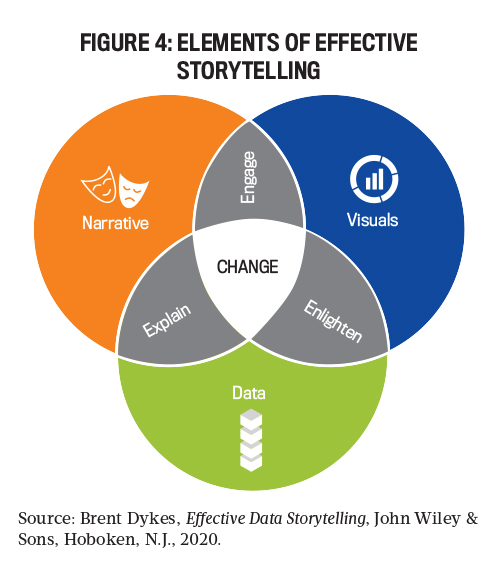 FIGURE 4: ELEMENTS OF EFFECTIVE
STORYTELLING
Engage
Narrative
Visuals
CHANGE
Explain
Enlighten
Data
Source: Brent Dykes, Effective Data Storytelling, John Wiley &
Sons, Hoboken, N.J., 2020.